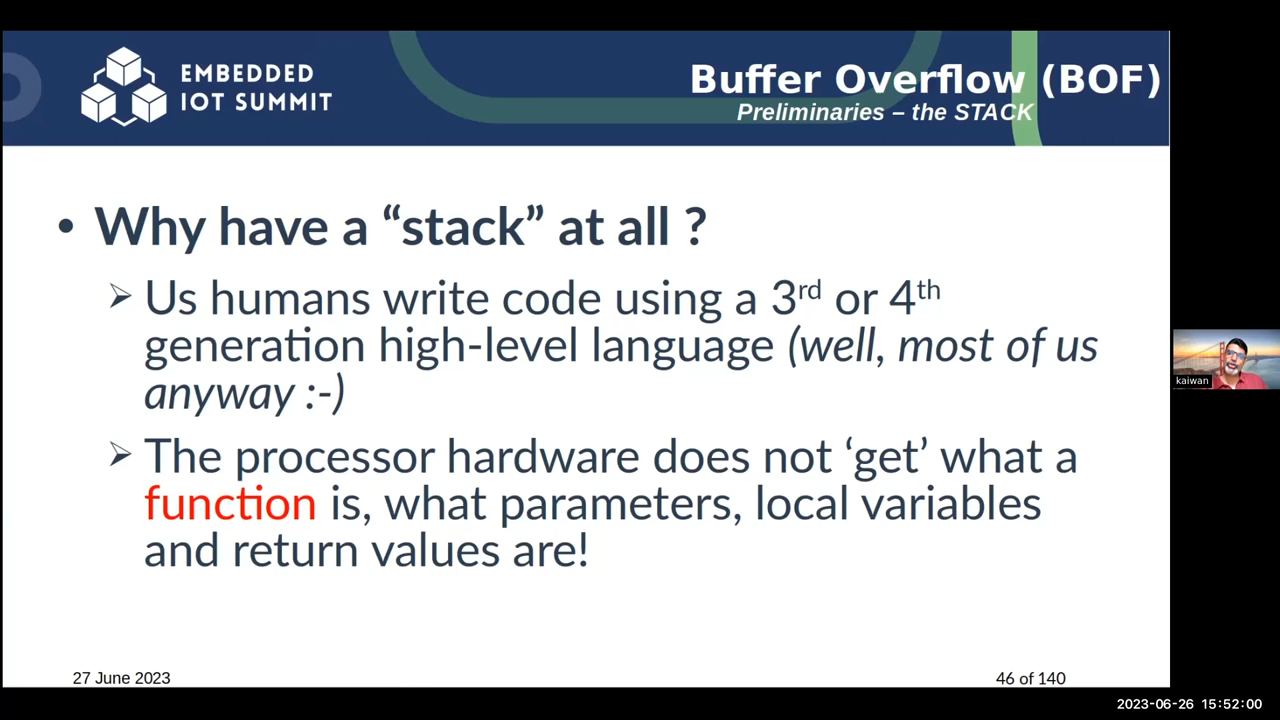 EMBEDDED
IOT SUMMIT
Buffer Overflow (BOF)
Preliminaries – the STACK
• Why have a “stack” at all ?
➢ Us humans write code using a 3rd or 4th
generation high-level language (well, most of us
anyway :-)
➢ The processor hardware does not ‘get’ what a
function is, what parameters, local variables
and return values are!
kaiwan
27 June 2023
46 of 140
2023-06-26 15:52:00